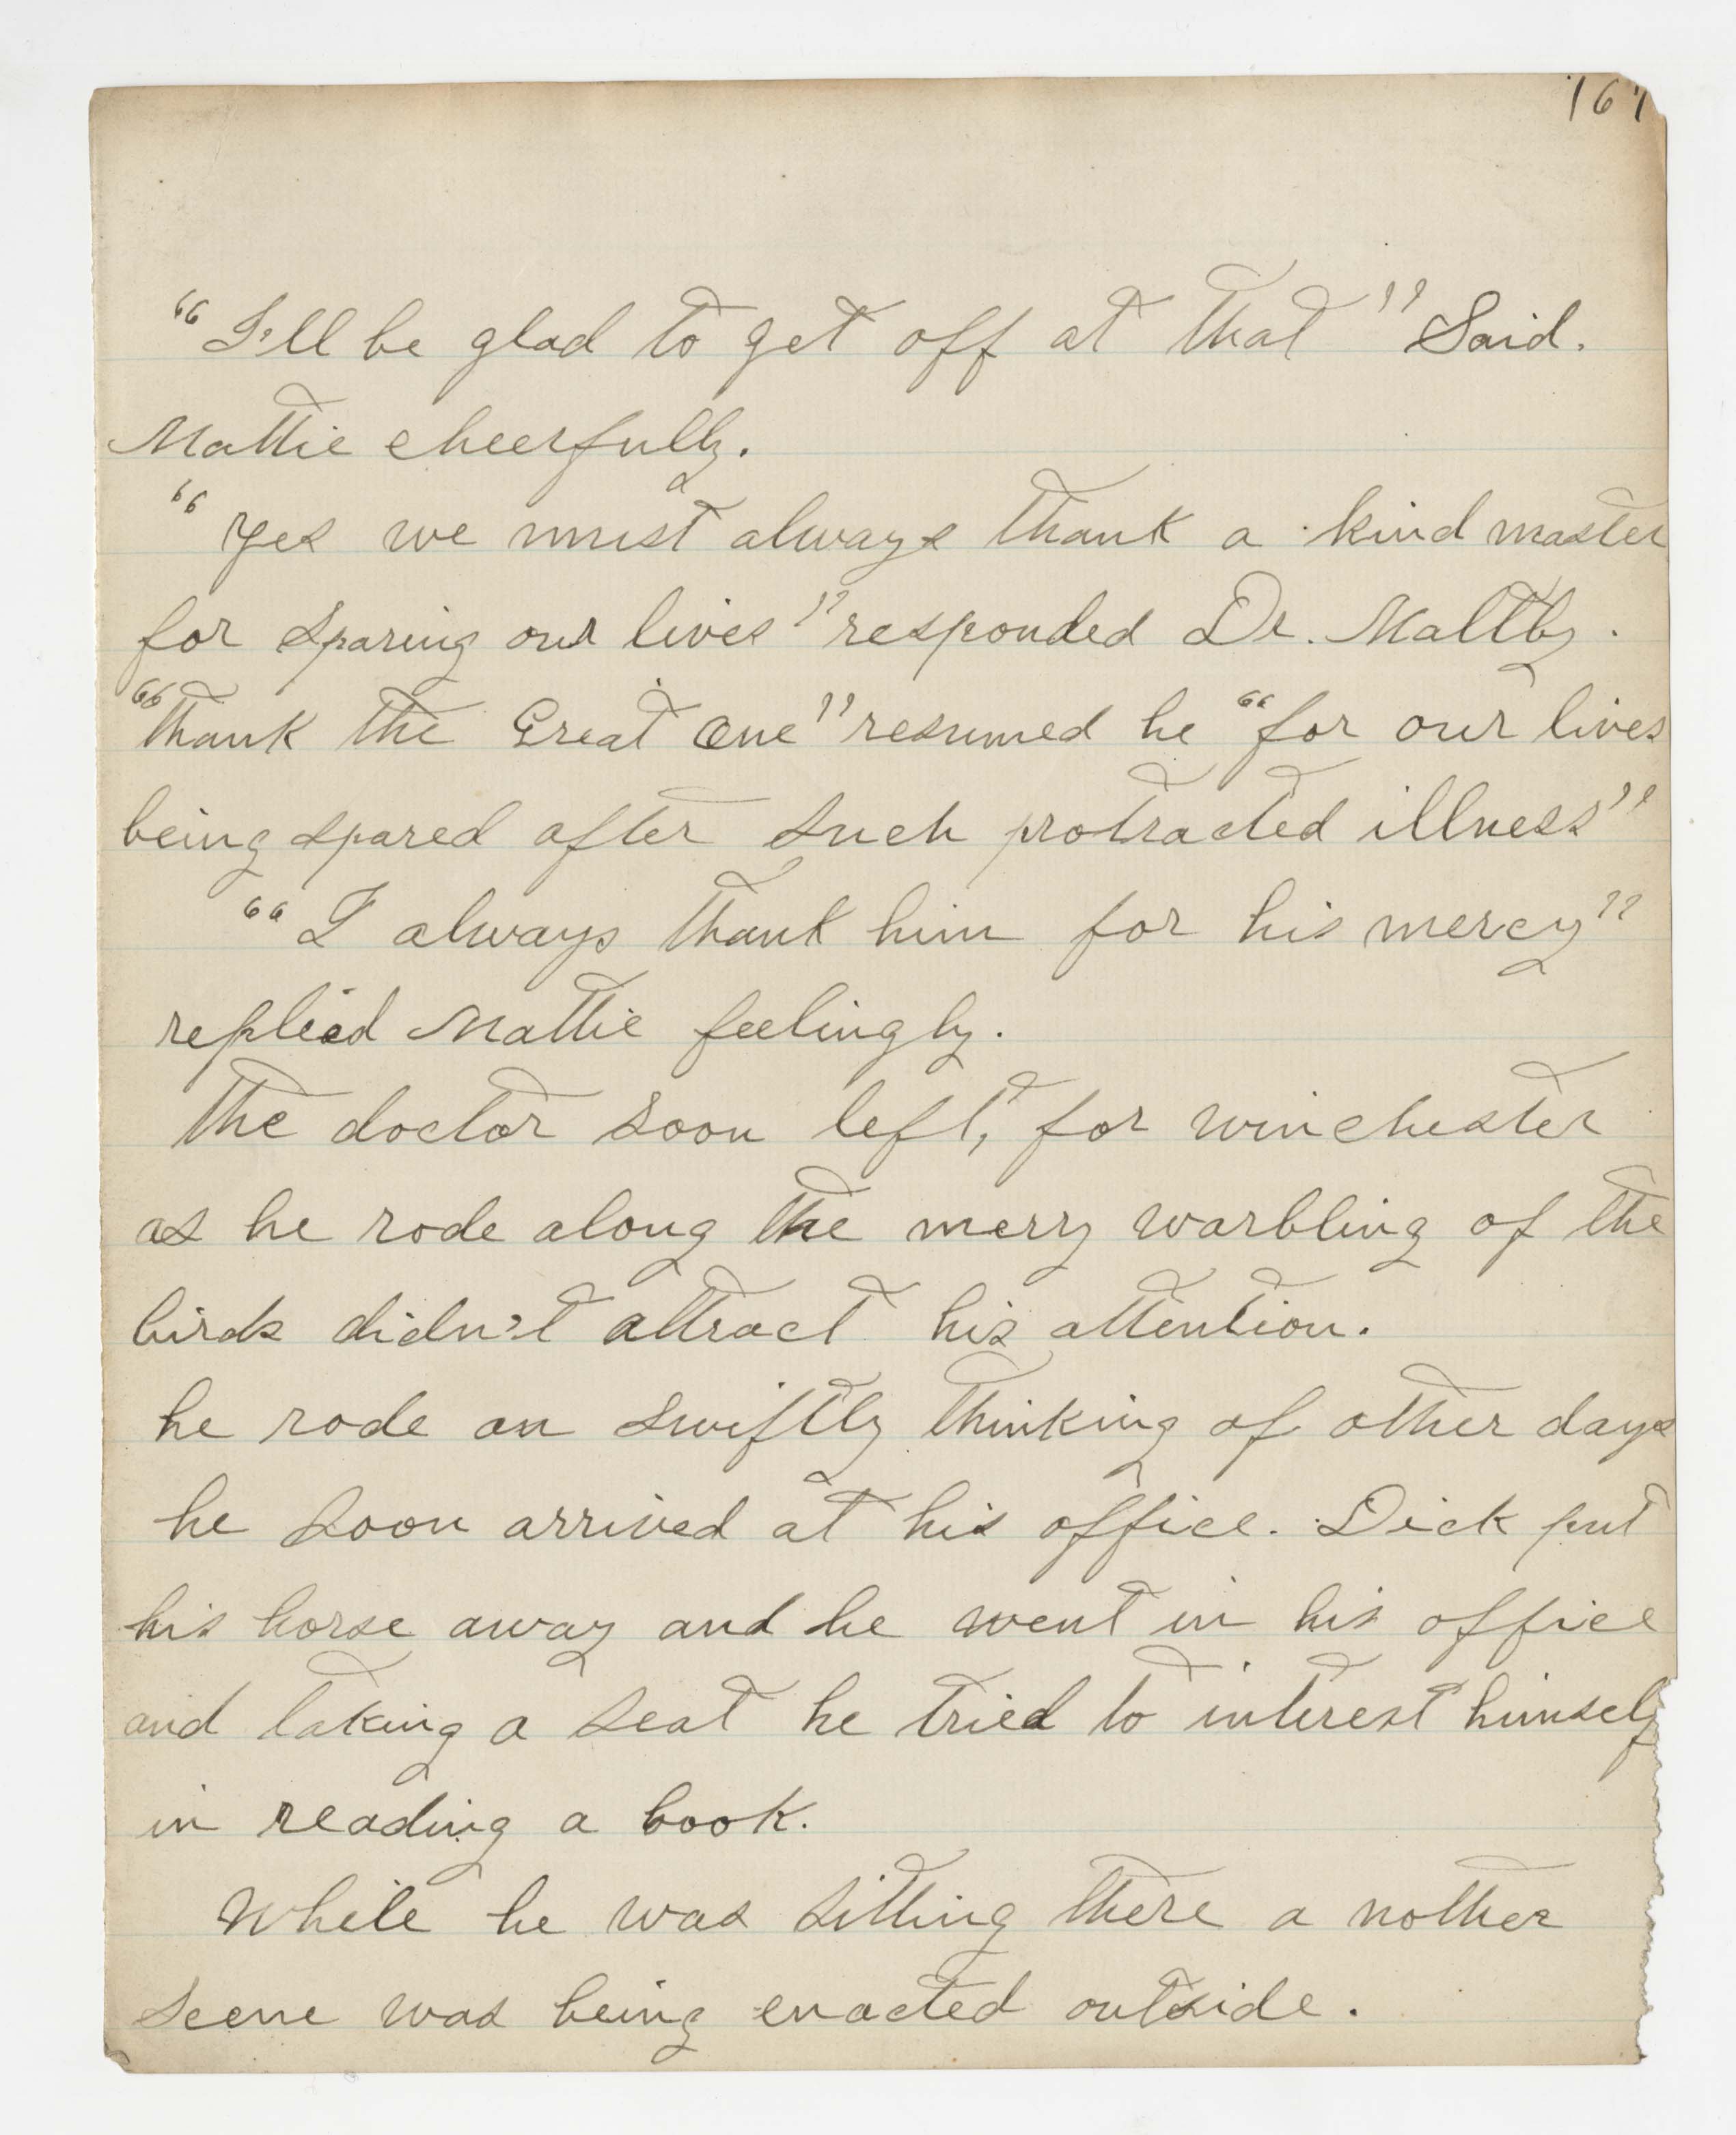 167
"I'll be glad to get off at that" Said.
Mattie cheerfully.
"yes we must always thank a kind master
for sparing our lives" responded Dr. Maltby.
"thank the Great One" resumed he "for our lives
being spared after such protracted illness"
"I always thank him for his mercy"
replied Mattie feelingly.
the doctor soon left, for winchester
as he rode along the merry warbling of the
birds didn't attract his attention.
he rode on swiftly thinking of other days
he soon arrived at his office. Dick put
his horse away and he went in his office
and taking a seat he tried to interest himself
in reading a book.
While he was sitting there a nother
scene was being enacted outside.